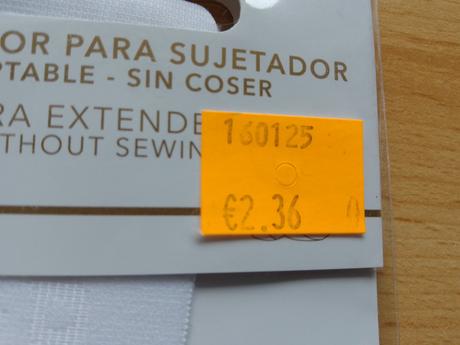 OR PARA SUJETADOR
PTABLE - SIN COSER
RA EXTENDE
THOUT SEWIN
160125
€2.36